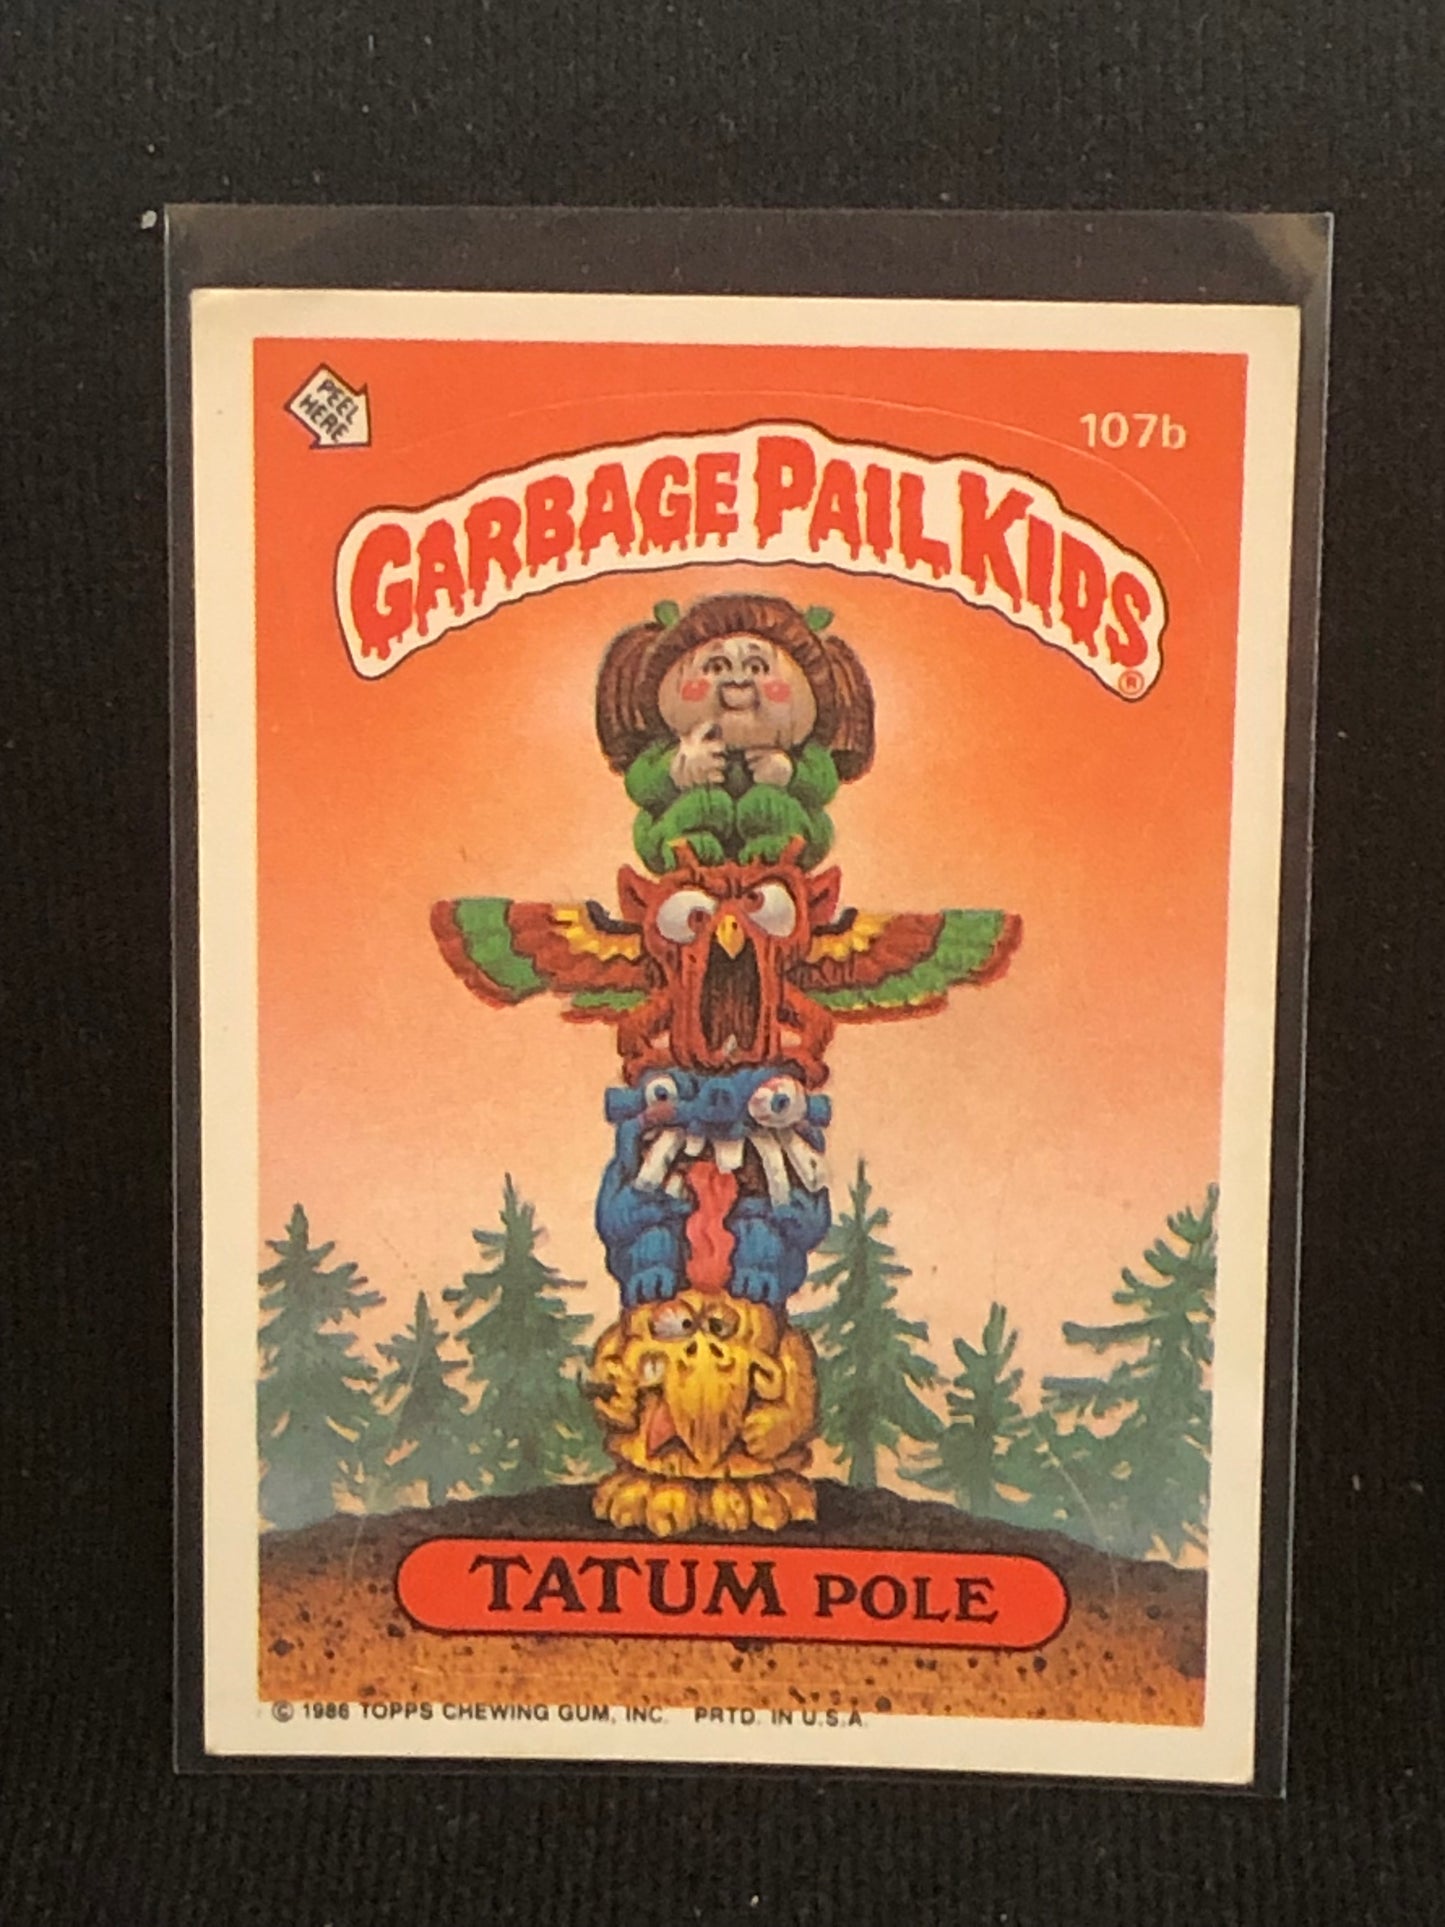 PEEL
HERE
107b
GARBAGE PAIL KIDS
®
TATUM POLE
© 1986 TOPPS CHEWING GUM, INC. PRTD. IN U.S.A.